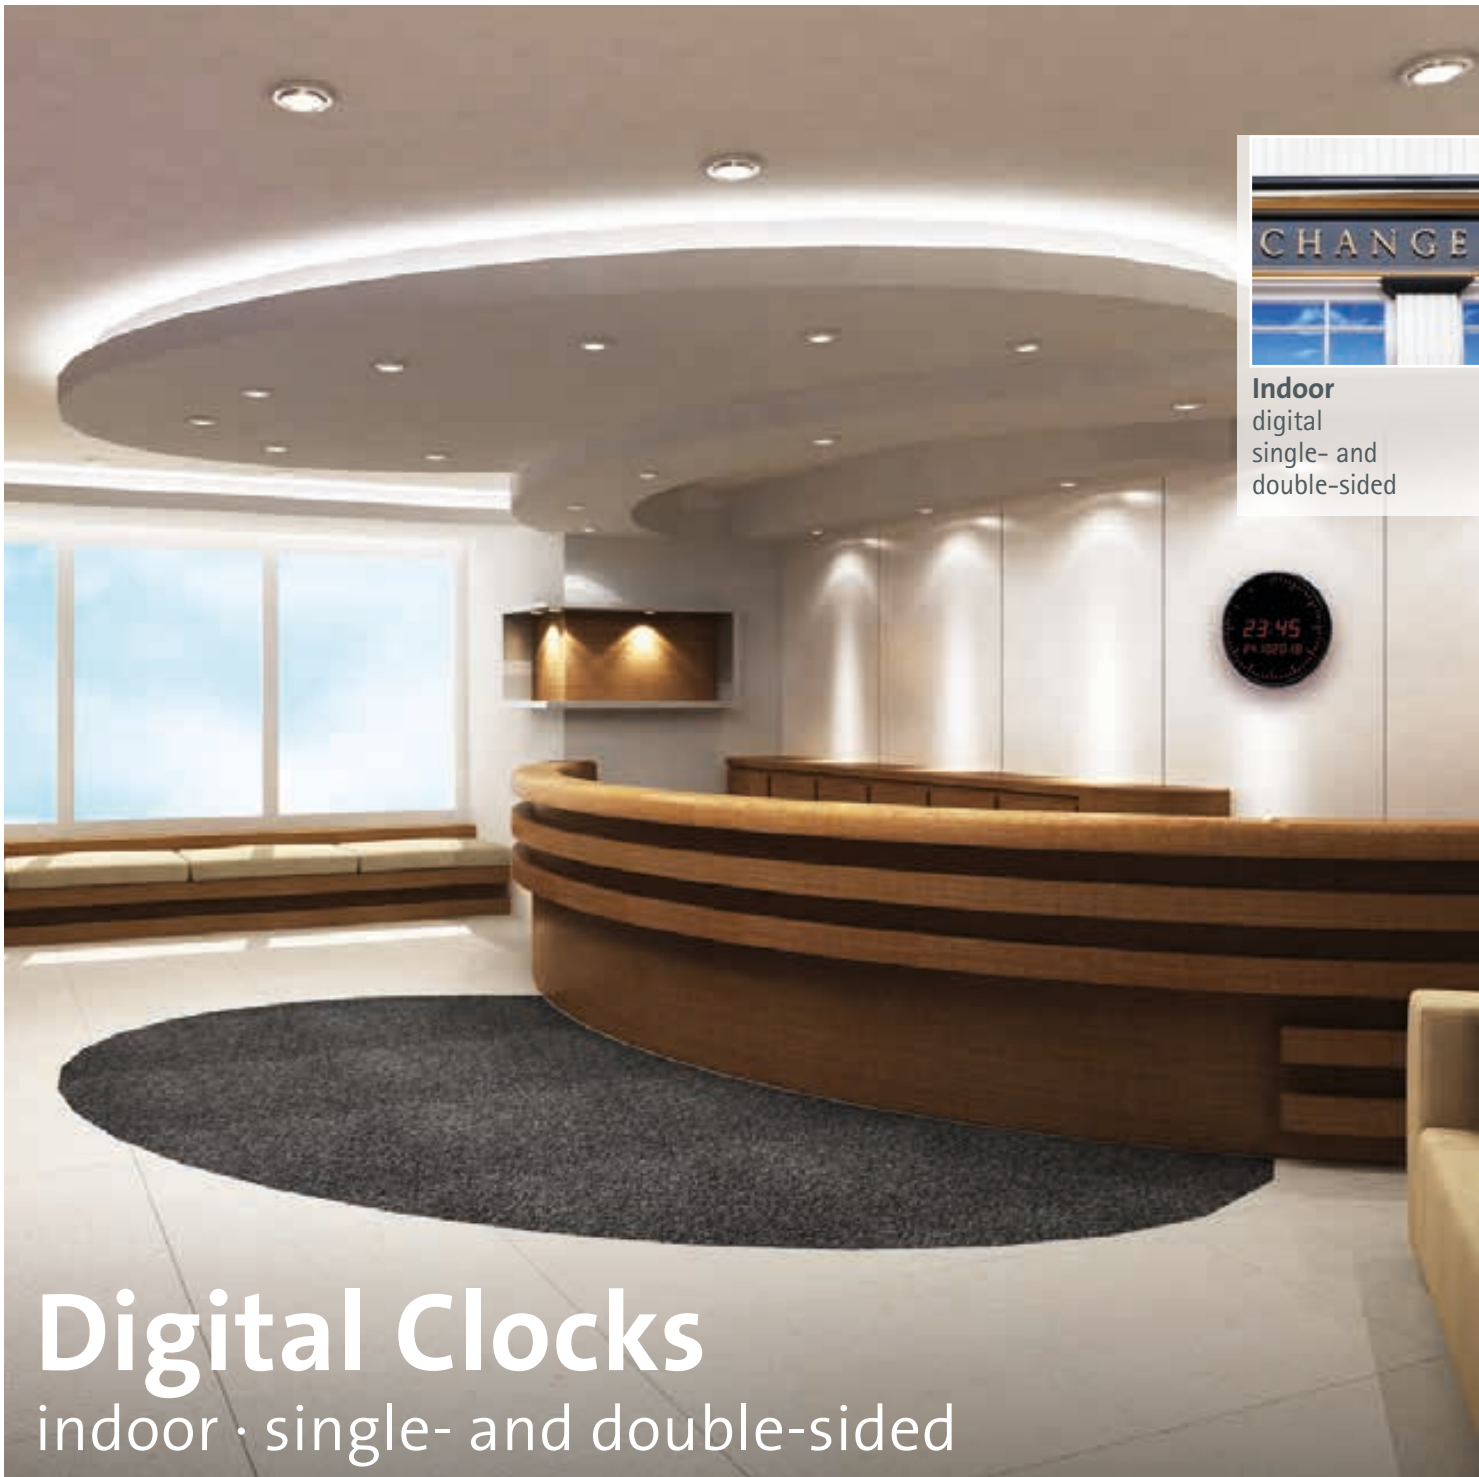 CHANGE
Indoor
digital
single- and
double-sided
23:45
Digital Clocks
indoor · single- and double-sided